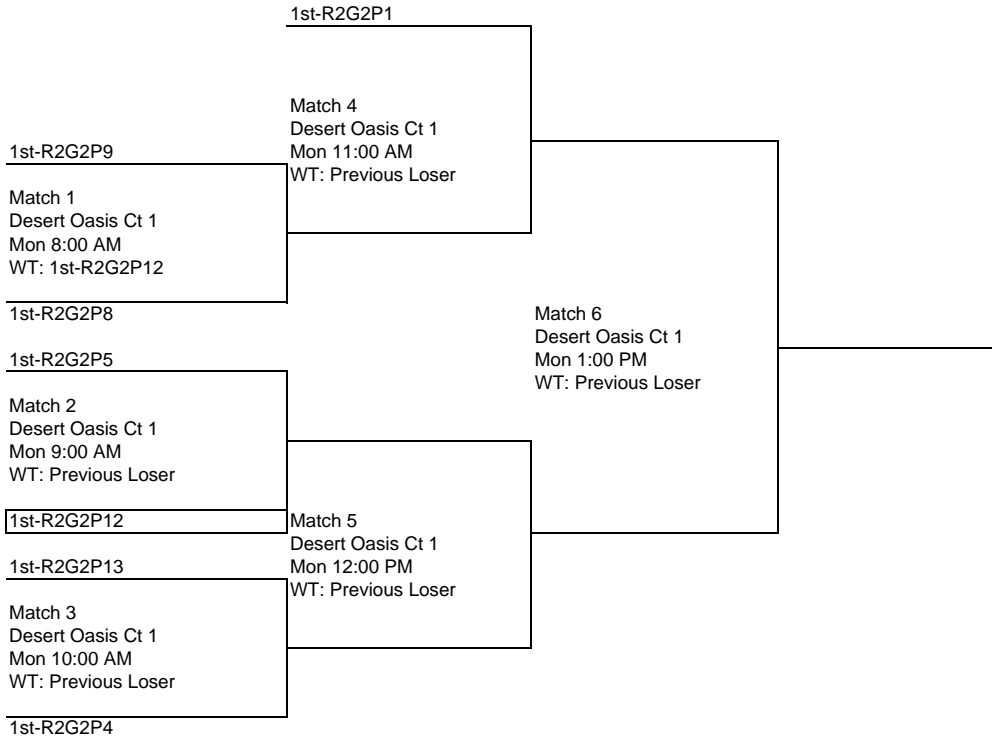 1st-R2G2P1
Match 4
Desert Oasis Ct 1
Mon 11:00 AM
WT: Previous Loser
1st-R2G2P9
Match 1
Desert Oasis Ct 1
Mon 8:00 AM
WT: 1st-R2G2P12
1st-R2G2P8
Match 6
Desert Oasis Ct 1
Mon 1:00 PM
WT: Previous Loser
1st-R2G2P5
Match 2
Desert Oasis Ct 1
Mon 9:00 AM
WT: Previous Loser
1st-R2G2P12
Match 5
Desert Oasis Ct 1
Mon 12:00 PM
WT: Previous Loser
1st-R2G2P13
Match 3
Desert Oasis Ct 1
Mon 10:00 AM
WT: Previous Loser
1st-R2G2P4